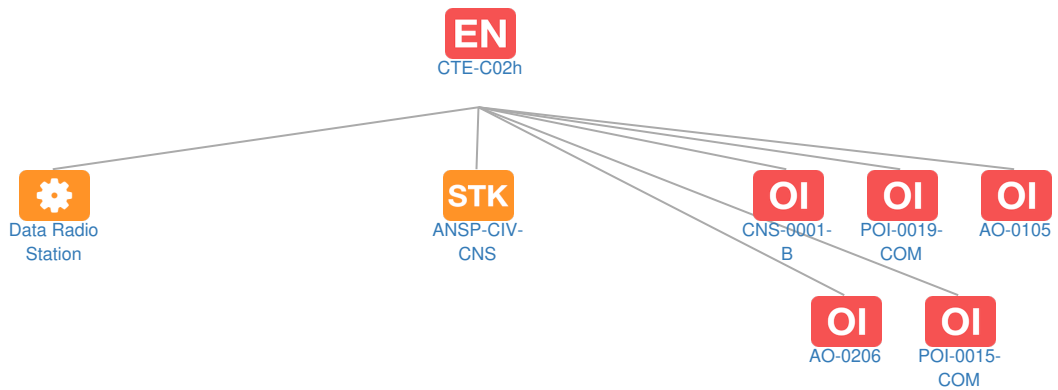 EN
CTE-C02h
Data Radio
Station
STK
ANSP-CIV-
CNS
OI
CNS-0001-
B
OI
POI-0019-
COM
OI
AO-0105
OI
AO-0206
OI
POI-0015-
COM